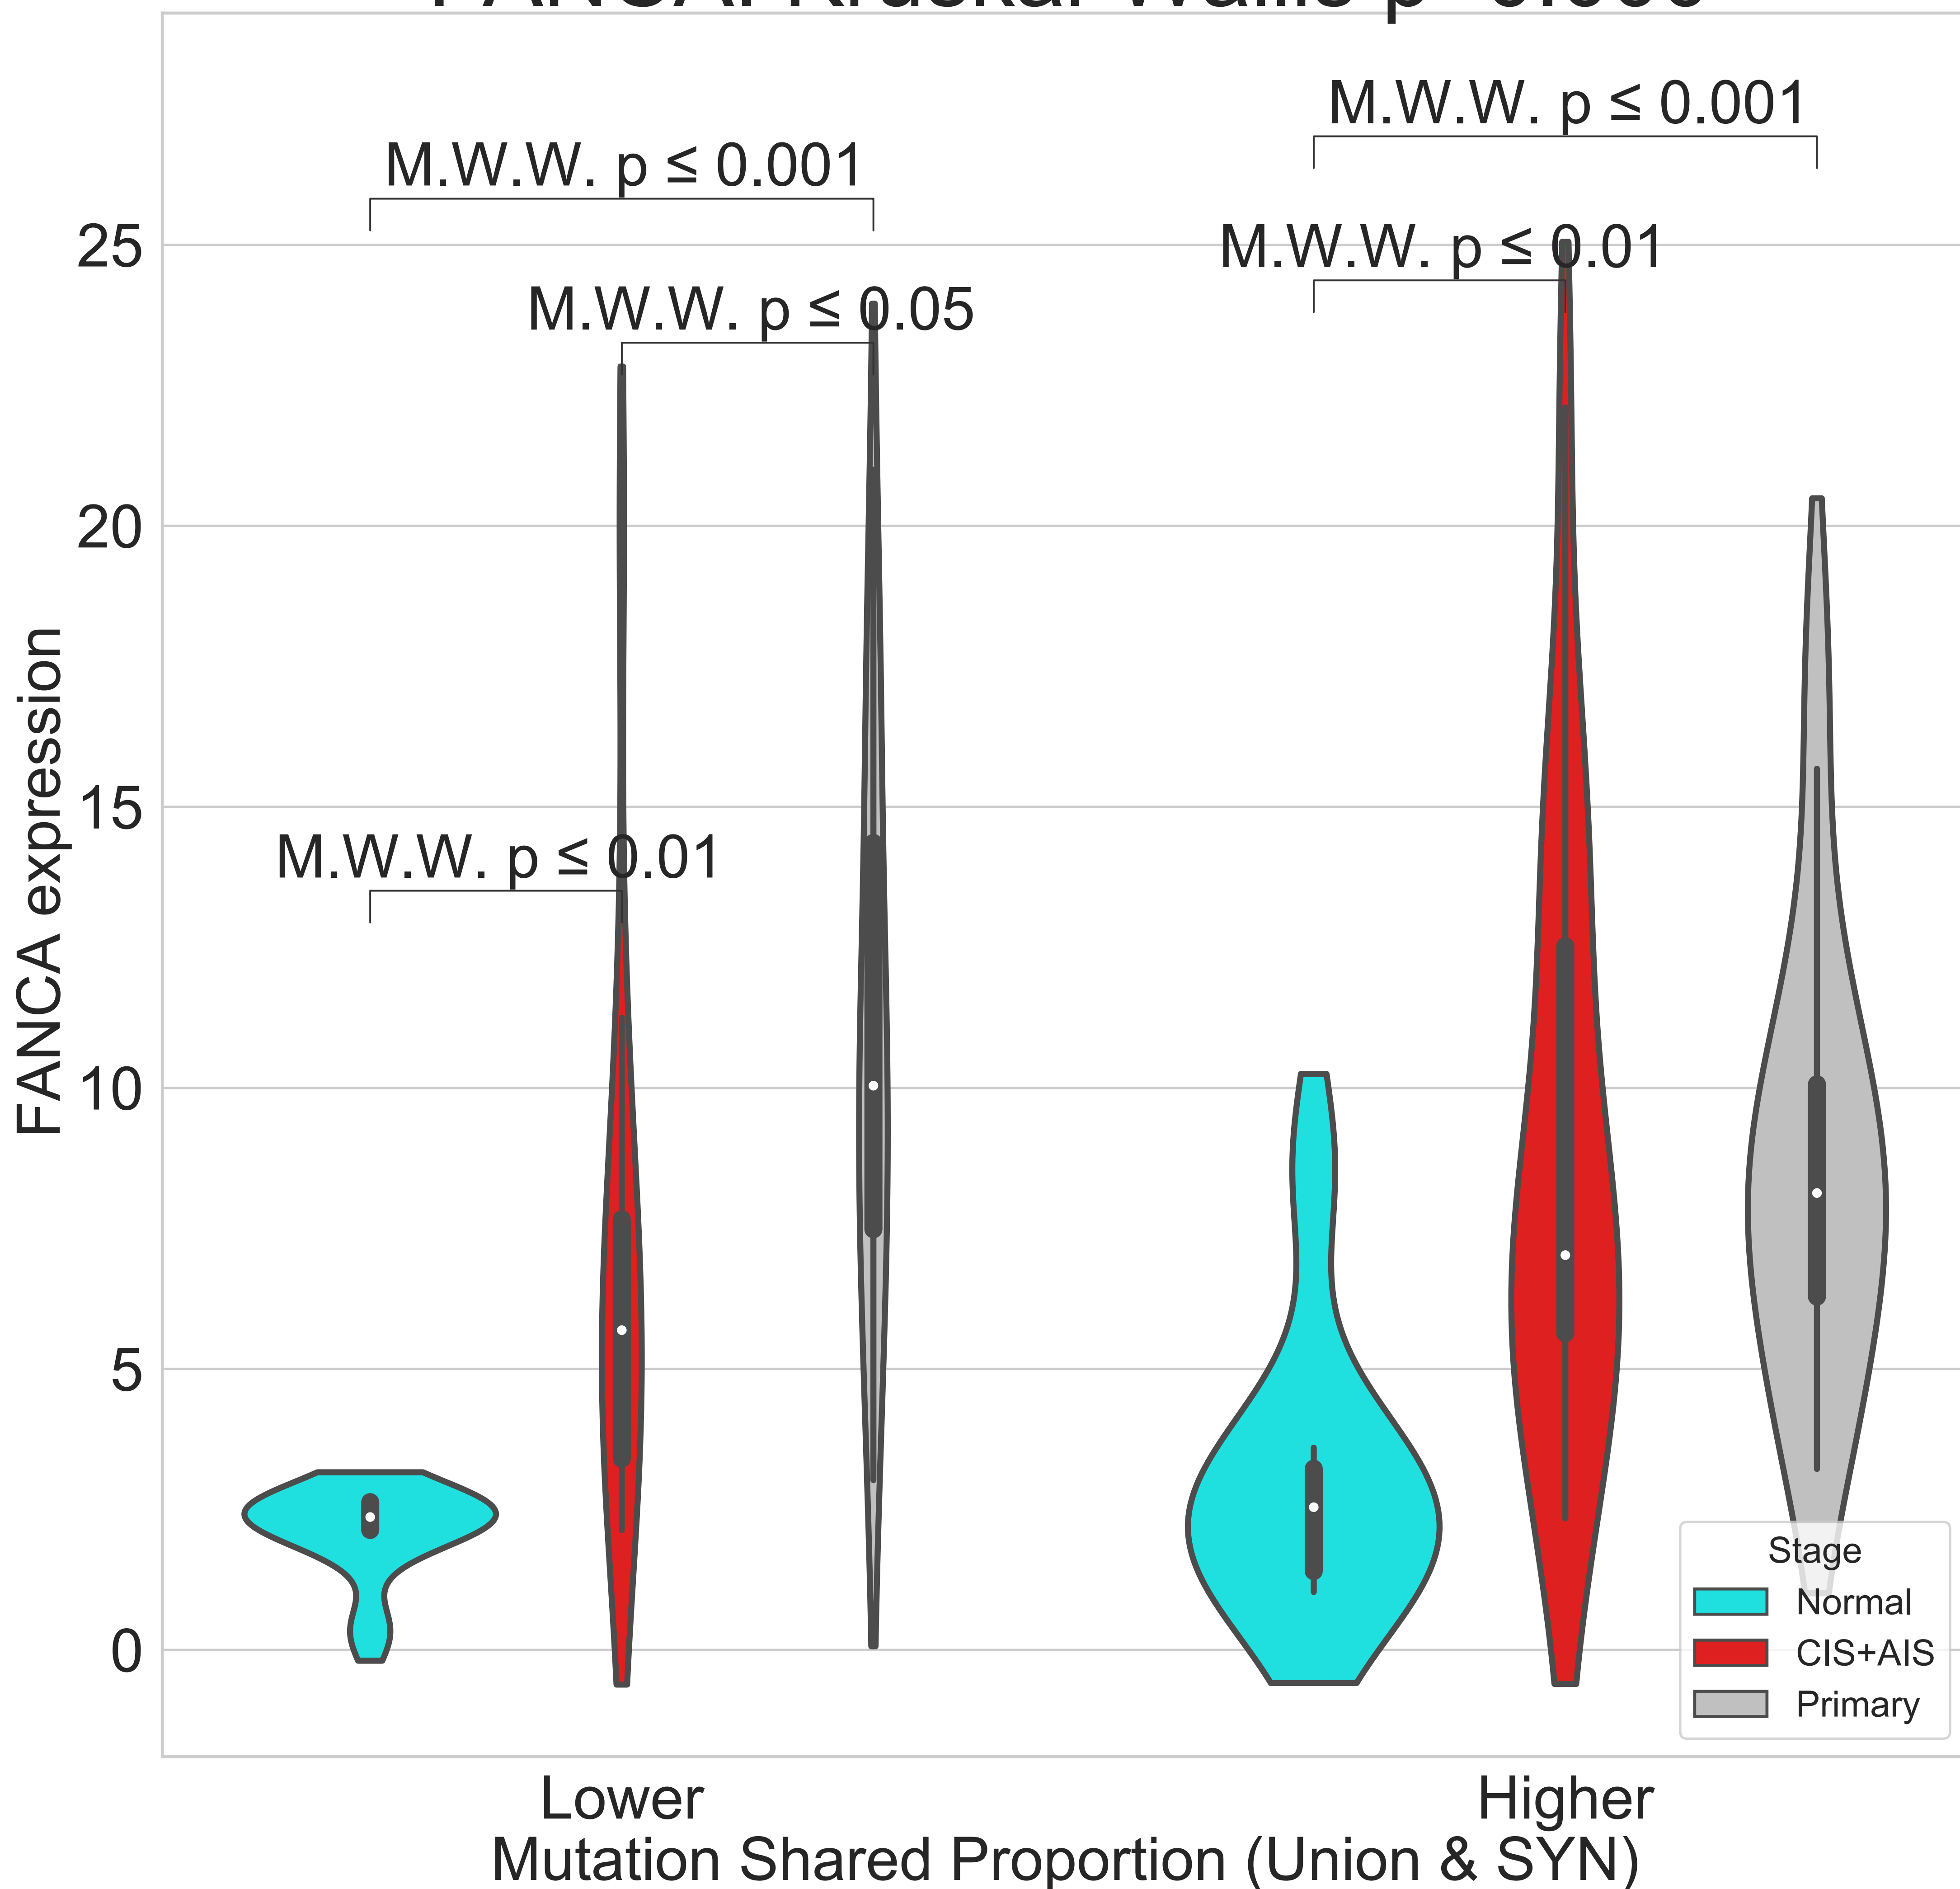 M.W.W. p ≤ 0.001
M.W.W. p ≤ 0.001
M.W.W. p ≤ 0.01
M.W.W. p ≤ 0.05
M.W.W. p ≤ 0.01
25
20
15
10
5
0
FANCA expression
Stage
Normal
CIS+AIS
Primary
Lower
Higher
Mutation Shared Proportion (Union & SYN)